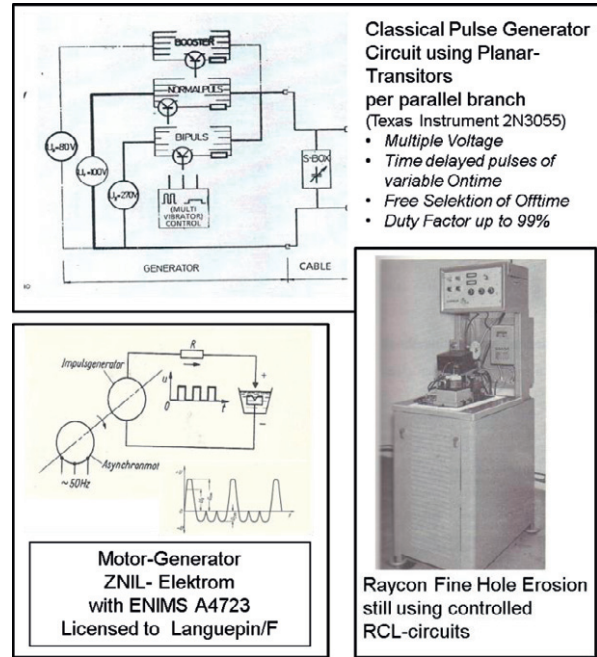 BOOSTER
NORMALPULS
BIPULS
U₀=80V
U₀=100V
U₀=270V
(MULTI
VIBRATOR)
CONTROL
S-BOX
GENERATOR
CABLE
Classical Pulse Generator
Circuit using Planar-
Transitors
per parallel branch
(Texas Instrument 2N3055)
• Multiple Voltage
• Time delayed pulses of
variable Ontime
• Free Selektion of Offtime
• Duty Factor up to 99%
Impulsgenerator
R
u
0
t
+
−
Asynchronmot
~ 50Hz
Motor-Generator
ZNIL- Elektrom
with ENIMS A4723
Licensed to Languepin/F
Raycon Fine Hole Erosion
still using controlled
RCL-circuits